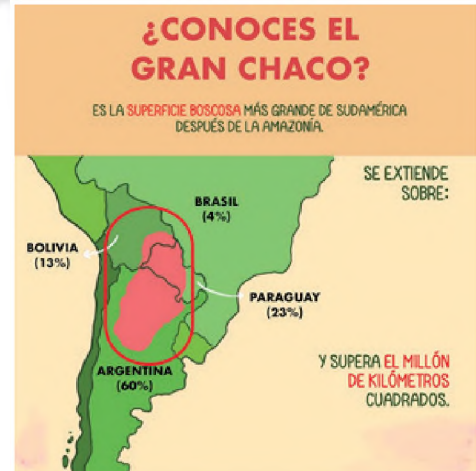 ¿CONOCES EL
GRAN CHACO?
ES LA SUPERFICIE BOSCOSA MÁS GRANDE DE SUDAMÉRICA
DESPUÉS DE LA AMAZONÍA.
SE EXTIENDE
SOBRE:
BRASIL
(4%)
BOLIVIA
(13%)
PARAGUAY
(23%)
ARGENTINA
(60%)
Y SUPERA EL MILLÓN
DE KILÓMETROS
CUADRADOS.